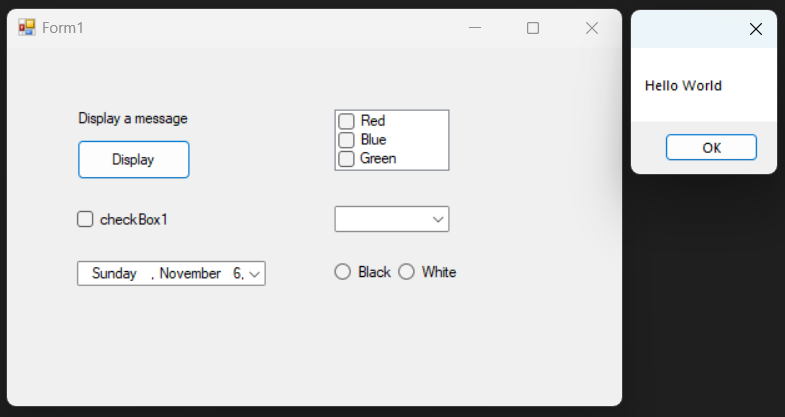 Form1
Display a message
Display
checkBox1
Sunday , November 6,
Red
Blue
Green
Black White
Hello World
OK